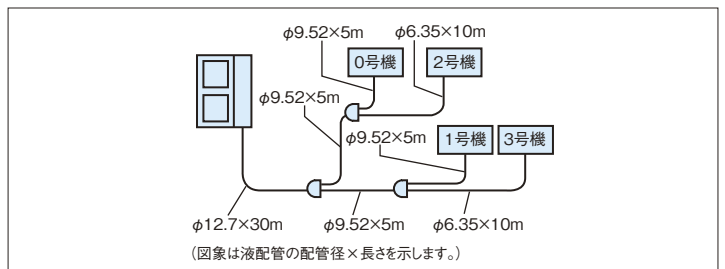 φ9.52×5m
φ6.35×10m
0号機
2号機
φ9.52×5m
φ9.52×5m
1号機
3号機
φ12.7×30m
φ9.52×5m
φ6.35×10m
(図象は液配管の配管径×長さを示します。)